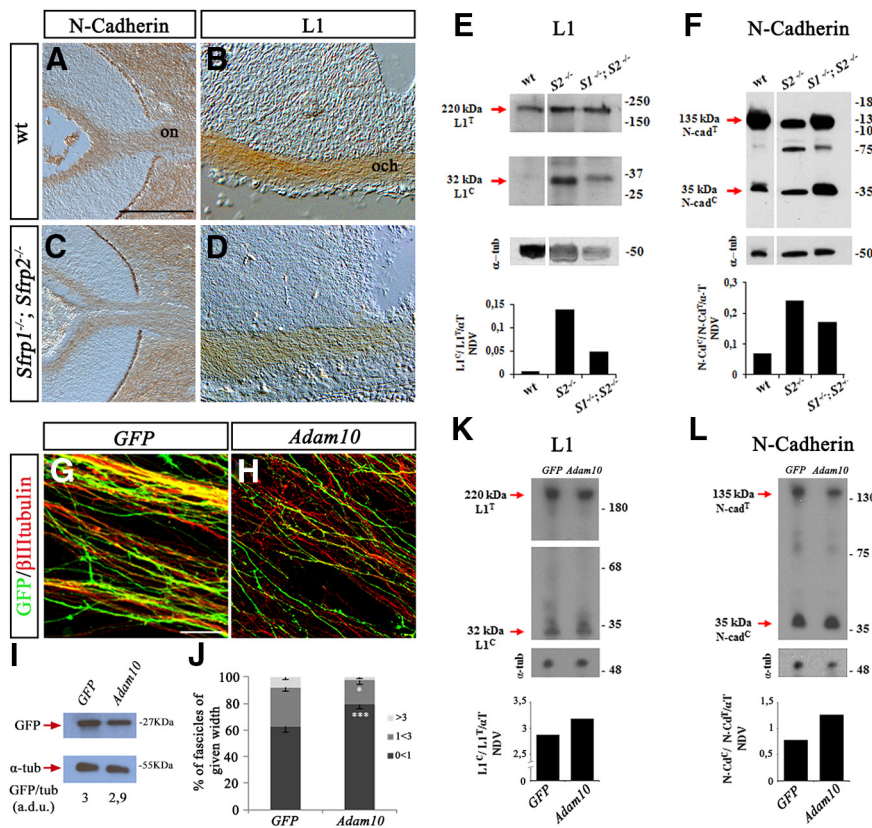 N-Cadherin
L1
A
B
wt
on
och
C
D
Sfrp1-/-; Sfrp2-/-
E
L1
wt
S2-/-
S1-/-; S2-/-
220 kDa
L1T
-250
-150
32 kDa
L1C
-37
-25
α-tub
-50
L1C/ L1T/αT
NDV
0,15
0,1
0,05
0
wt
S2-/-
S1-/-; S2-/-
F
N-Cadherin
wt
S2-/-
S1-/-; S2-/-
135 kDa
N-cadT
-18
-13
-10
-75
35 kDa
N-cadC
-35
α-tub
-50
N-CdC/N-CdT/α-T
NDV
0,3
0,2
0,1
0
wt
S2-/-
S1-/-; S2-/-
GFP
Adam10
G
H
GFP/βIIItubulin
I
GFP
Adam10
GFP
-27KDa
α-tub
-55KDa
GFP/tub
(a.d.u.)
3
2,9
J
% of fascicles of
given width
100
80
60
40
20
0
*
***
>3
1<3
0<1
GFP
Adam10
K
L1
GFP
Adam10
220 kDa
L1T
- 180
- 68
32 kDa
L1C
- 35
α-tub
- 48
L1C/ L1T/αT
NDV
3,5
3
2,5
0
GFP
Adam10
L
N-Cadherin
GFP
Adam10
135 kDa
N-cadT
- 130
- 75
35 kDa
N-cadC
- 35
α-tub
- 48
N-CdC/ N-CdT/αT
NDV
1,5
1
0,5
0
GFP
Adam10